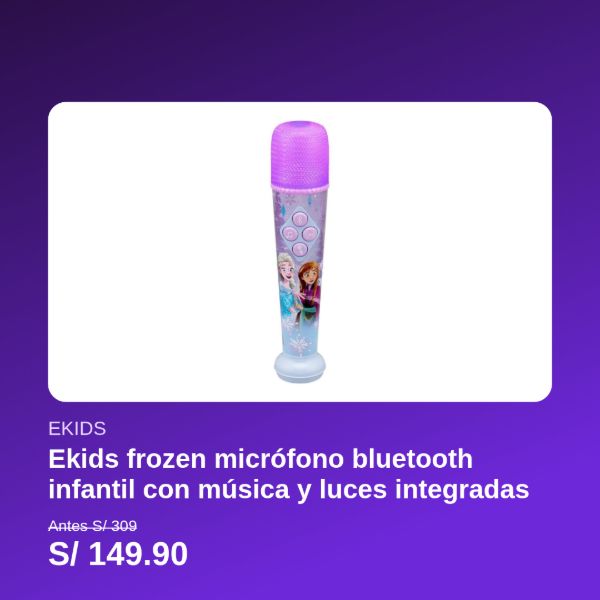 EKIDS
Ekids frozen micrófono bluetooth
infantil con música y luces integradas
Antes S/ 309
S/ 149.90